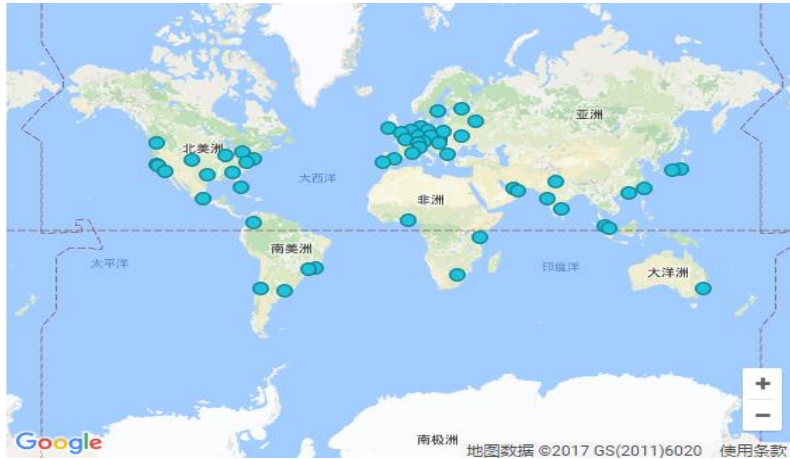 亚洲
北美洲
大西洋
非洲
南美洲
太平洋
印度洋
大洋洲
+
−
南极洲
Google
地图数据 ©2017 GS(2011)6020 使用条款